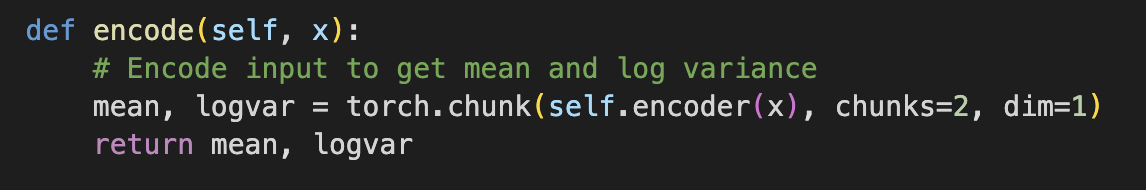 def encode(self, x):
    # Encode input to get mean and log variance
    mean, logvar = torch.chunk(self.encoder(x), chunks=2, dim=1)
    return mean, logvar